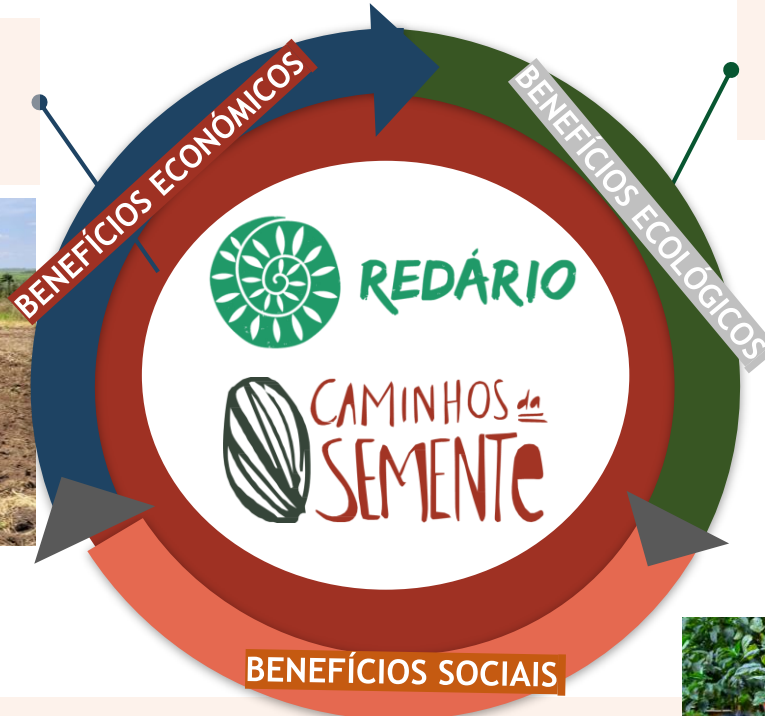 BENEFÍCIOS ECONÓMICOS
BENEFÍCIOS ECOLÓGICOS
REDÁRIO
CAMINHOS da
SEMENTE
BENEFÍCIOS SOCIAIS